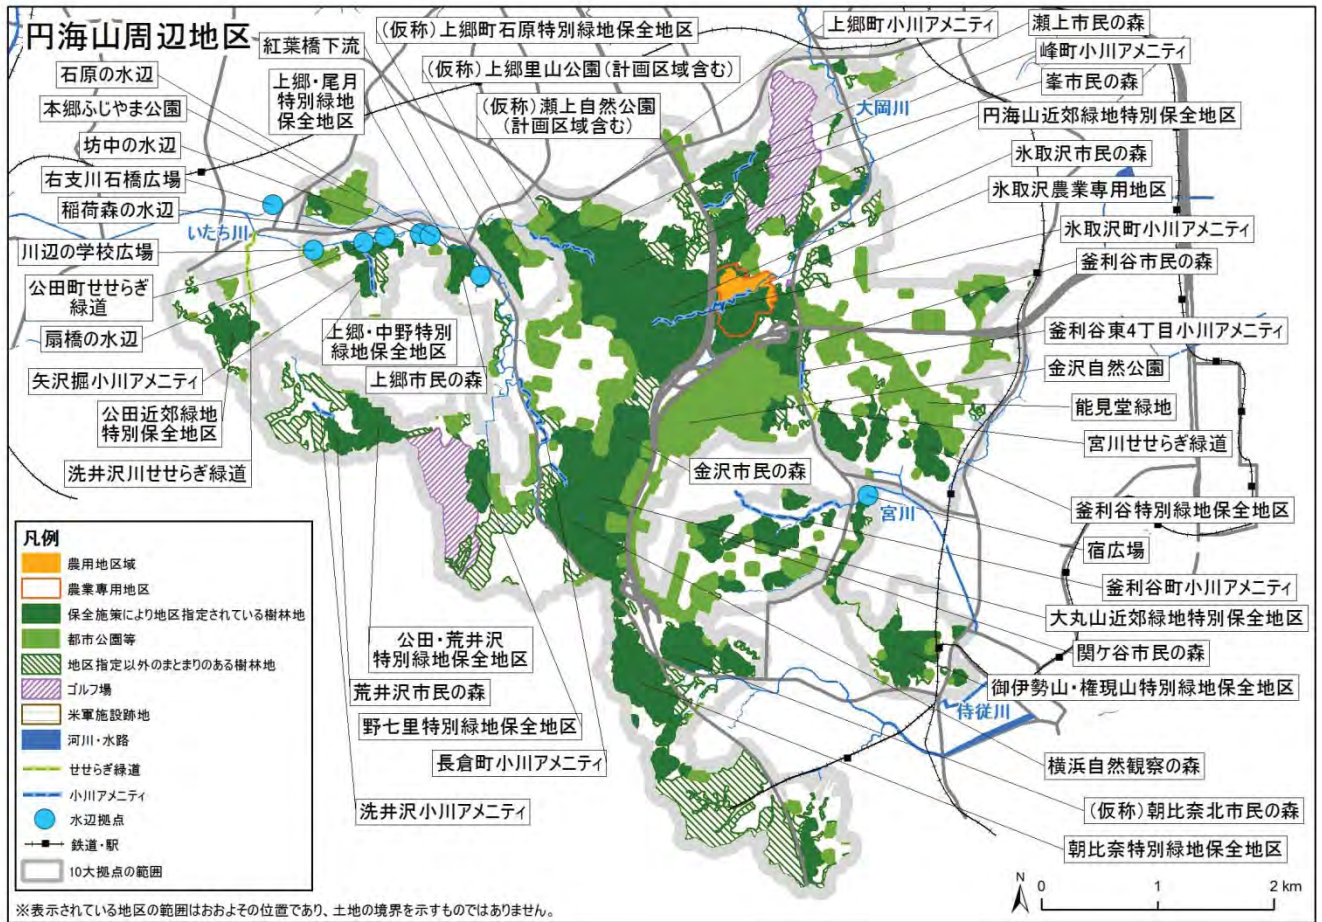 円海山周辺地区
紅葉橋下流
石原の水辺
本郷ふじやま公園
坊中の水辺
右支川石橋広場
稲荷森の水辺
いたち川
川辺の学校広場
公田町せせらぎ
緑道
扇橋の水辺
矢沢掘小川アメニティ
公田近郊緑地
特別保全地区
洗井沢川せせらぎ緑道
上郷・尾月
特別緑地
保全地区
(仮称)上郷町石原特別緑地保全地区
(仮称)上郷里山公園(計画区域含む)
(仮称)瀬上自然公園
(計画区域含む)
上郷・中野特別
緑地保全地区
上郷市民の森
上郷町小川アメニティ
瀬上市民の森
峰町小川アメニティ
峯市民の森
大岡川
円海山近郊緑地特別保全地区
氷取沢市民の森
氷取沢農業専用地区
氷取沢町小川アメニティ
釜利谷市民の森
釜利谷東4丁目小川アメニティ
金沢自然公園
能見堂緑地
宮川せせらぎ緑道
金沢市民の森
宮川
釜利谷特別緑地保全地区
宿広場
釜利谷町小川アメニティ
大丸山近郊緑地特別保全地区
関ケ谷市民の森
御伊勢山・権現山特別緑地保全地区
侍従川
横浜自然観察の森
(仮称)朝比奈北市民の森
朝比奈特別緑地保全地区
公田・荒井沢
特別緑地保全地区
荒井沢市民の森
野七里特別緑地保全地区
長倉町小川アメニティ
洗井沢小川アメニティ
凡例
農用地区域
農業専用地区
保全施策により地区指定されている樹林地
都市公園等
地区指定以外のまとまりのある樹林地
ゴルフ場
米軍施設跡地
河川・水路
せせらぎ緑道
小川アメニティ
水辺拠点
鉄道・駅
10大拠点の範囲
N
0 1 2 km
※表示されている地区の範囲はおおよその位置であり、土地の境界を示すものではありません。